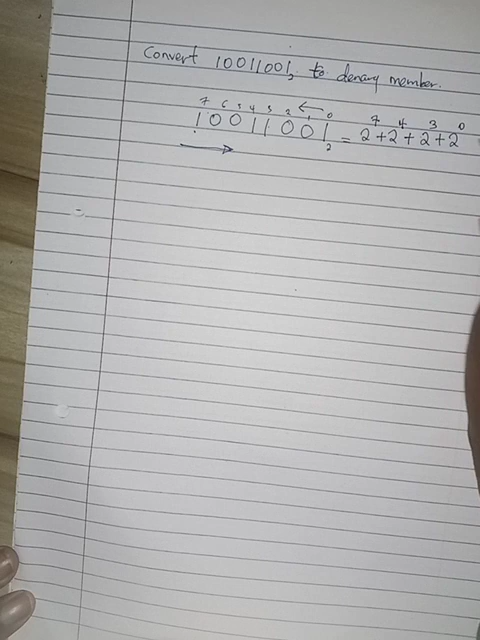 Convert 10011001₂ to denary member.
7 6 5 4 3 2 1 0
10011001₂ = 2⁷+2⁴+2³+2⁰